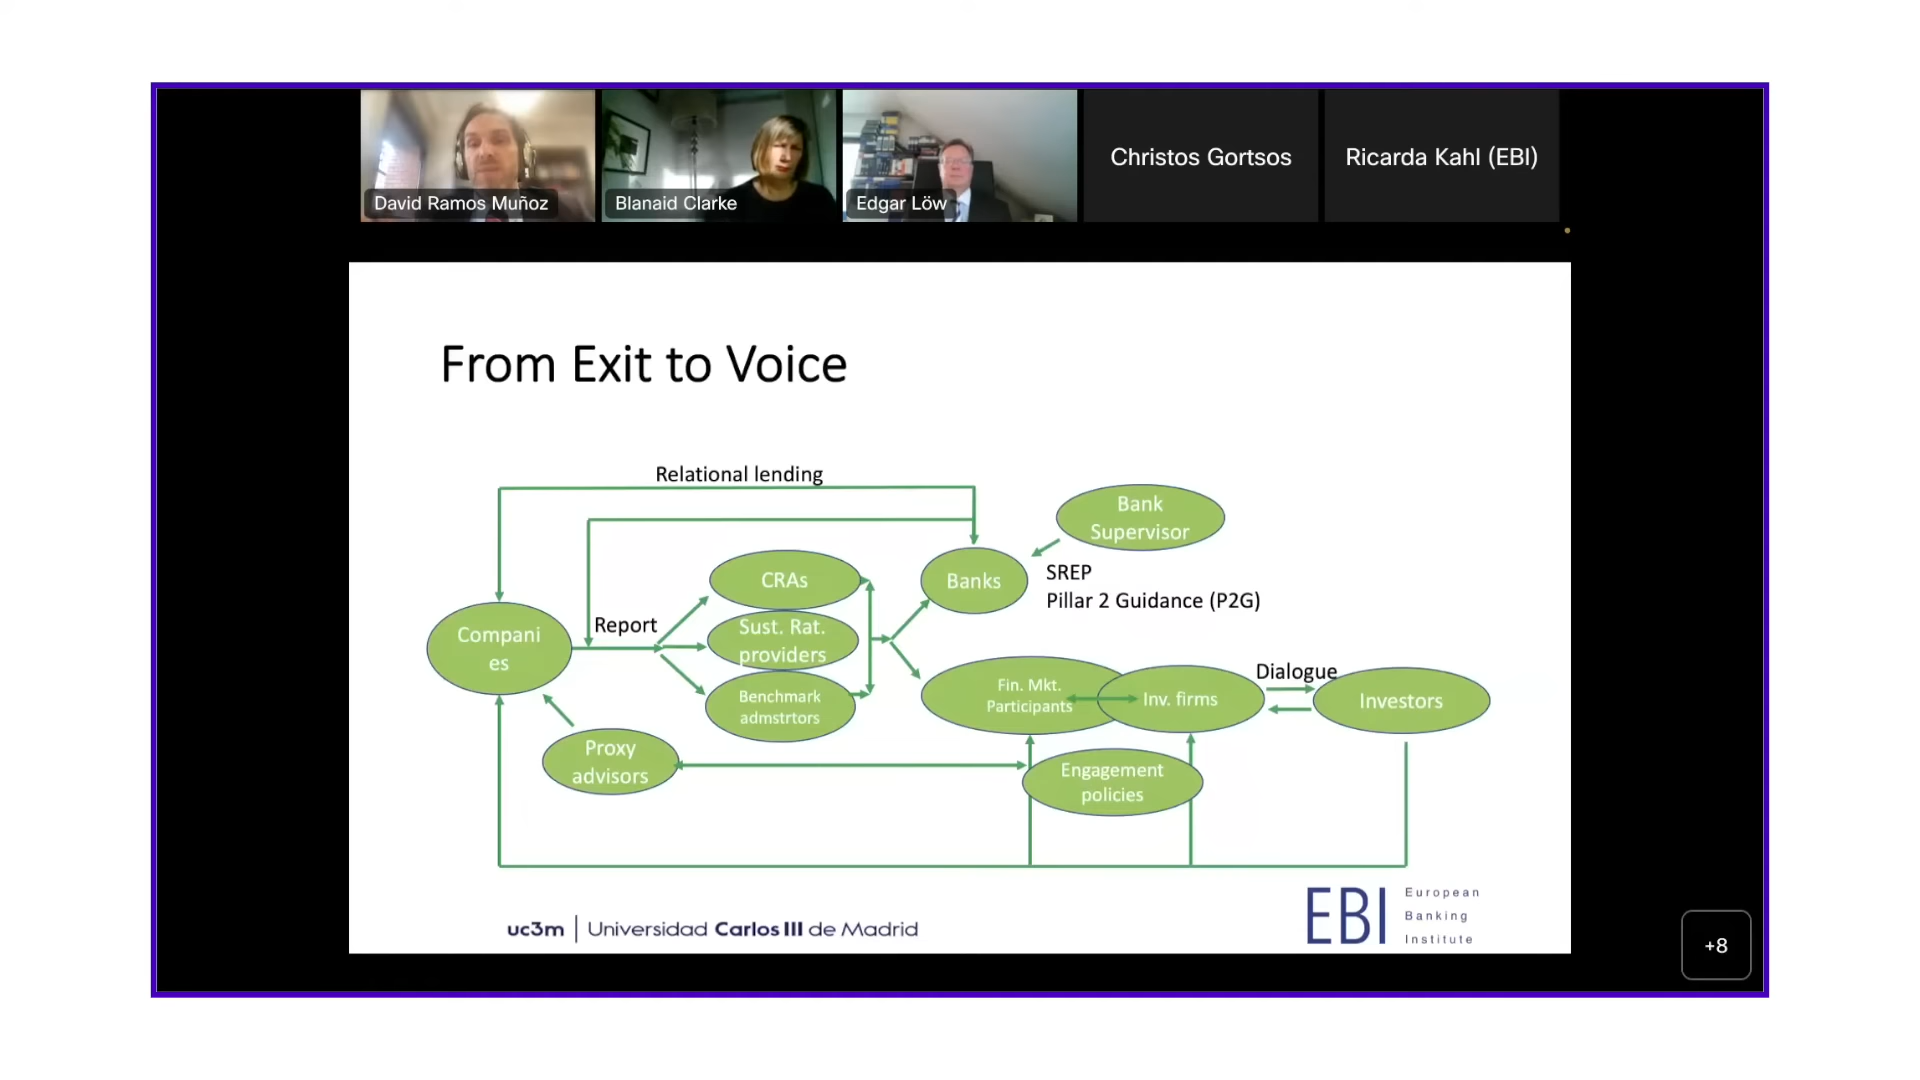 David Ramos Muñoz
Blanaid Clarke
Edgar Löw
Christos Gortsos
Ricarda Kahl (EBI)
From Exit to Voice
Relational lending
Bank
Supervisor
CRAs
Banks
SREP
Pillar 2 Guidance (P2G)
Compani
es
Report
Sust. Rat.
providers
Benchmark
admstrtors
Fin. Mkt.
Participants
Inv. firms
Dialogue
Investors
Proxy
advisors
Engagement
policies
uc3m | Universidad Carlos III de Madrid
EBI
European
Banking
Institute
+8